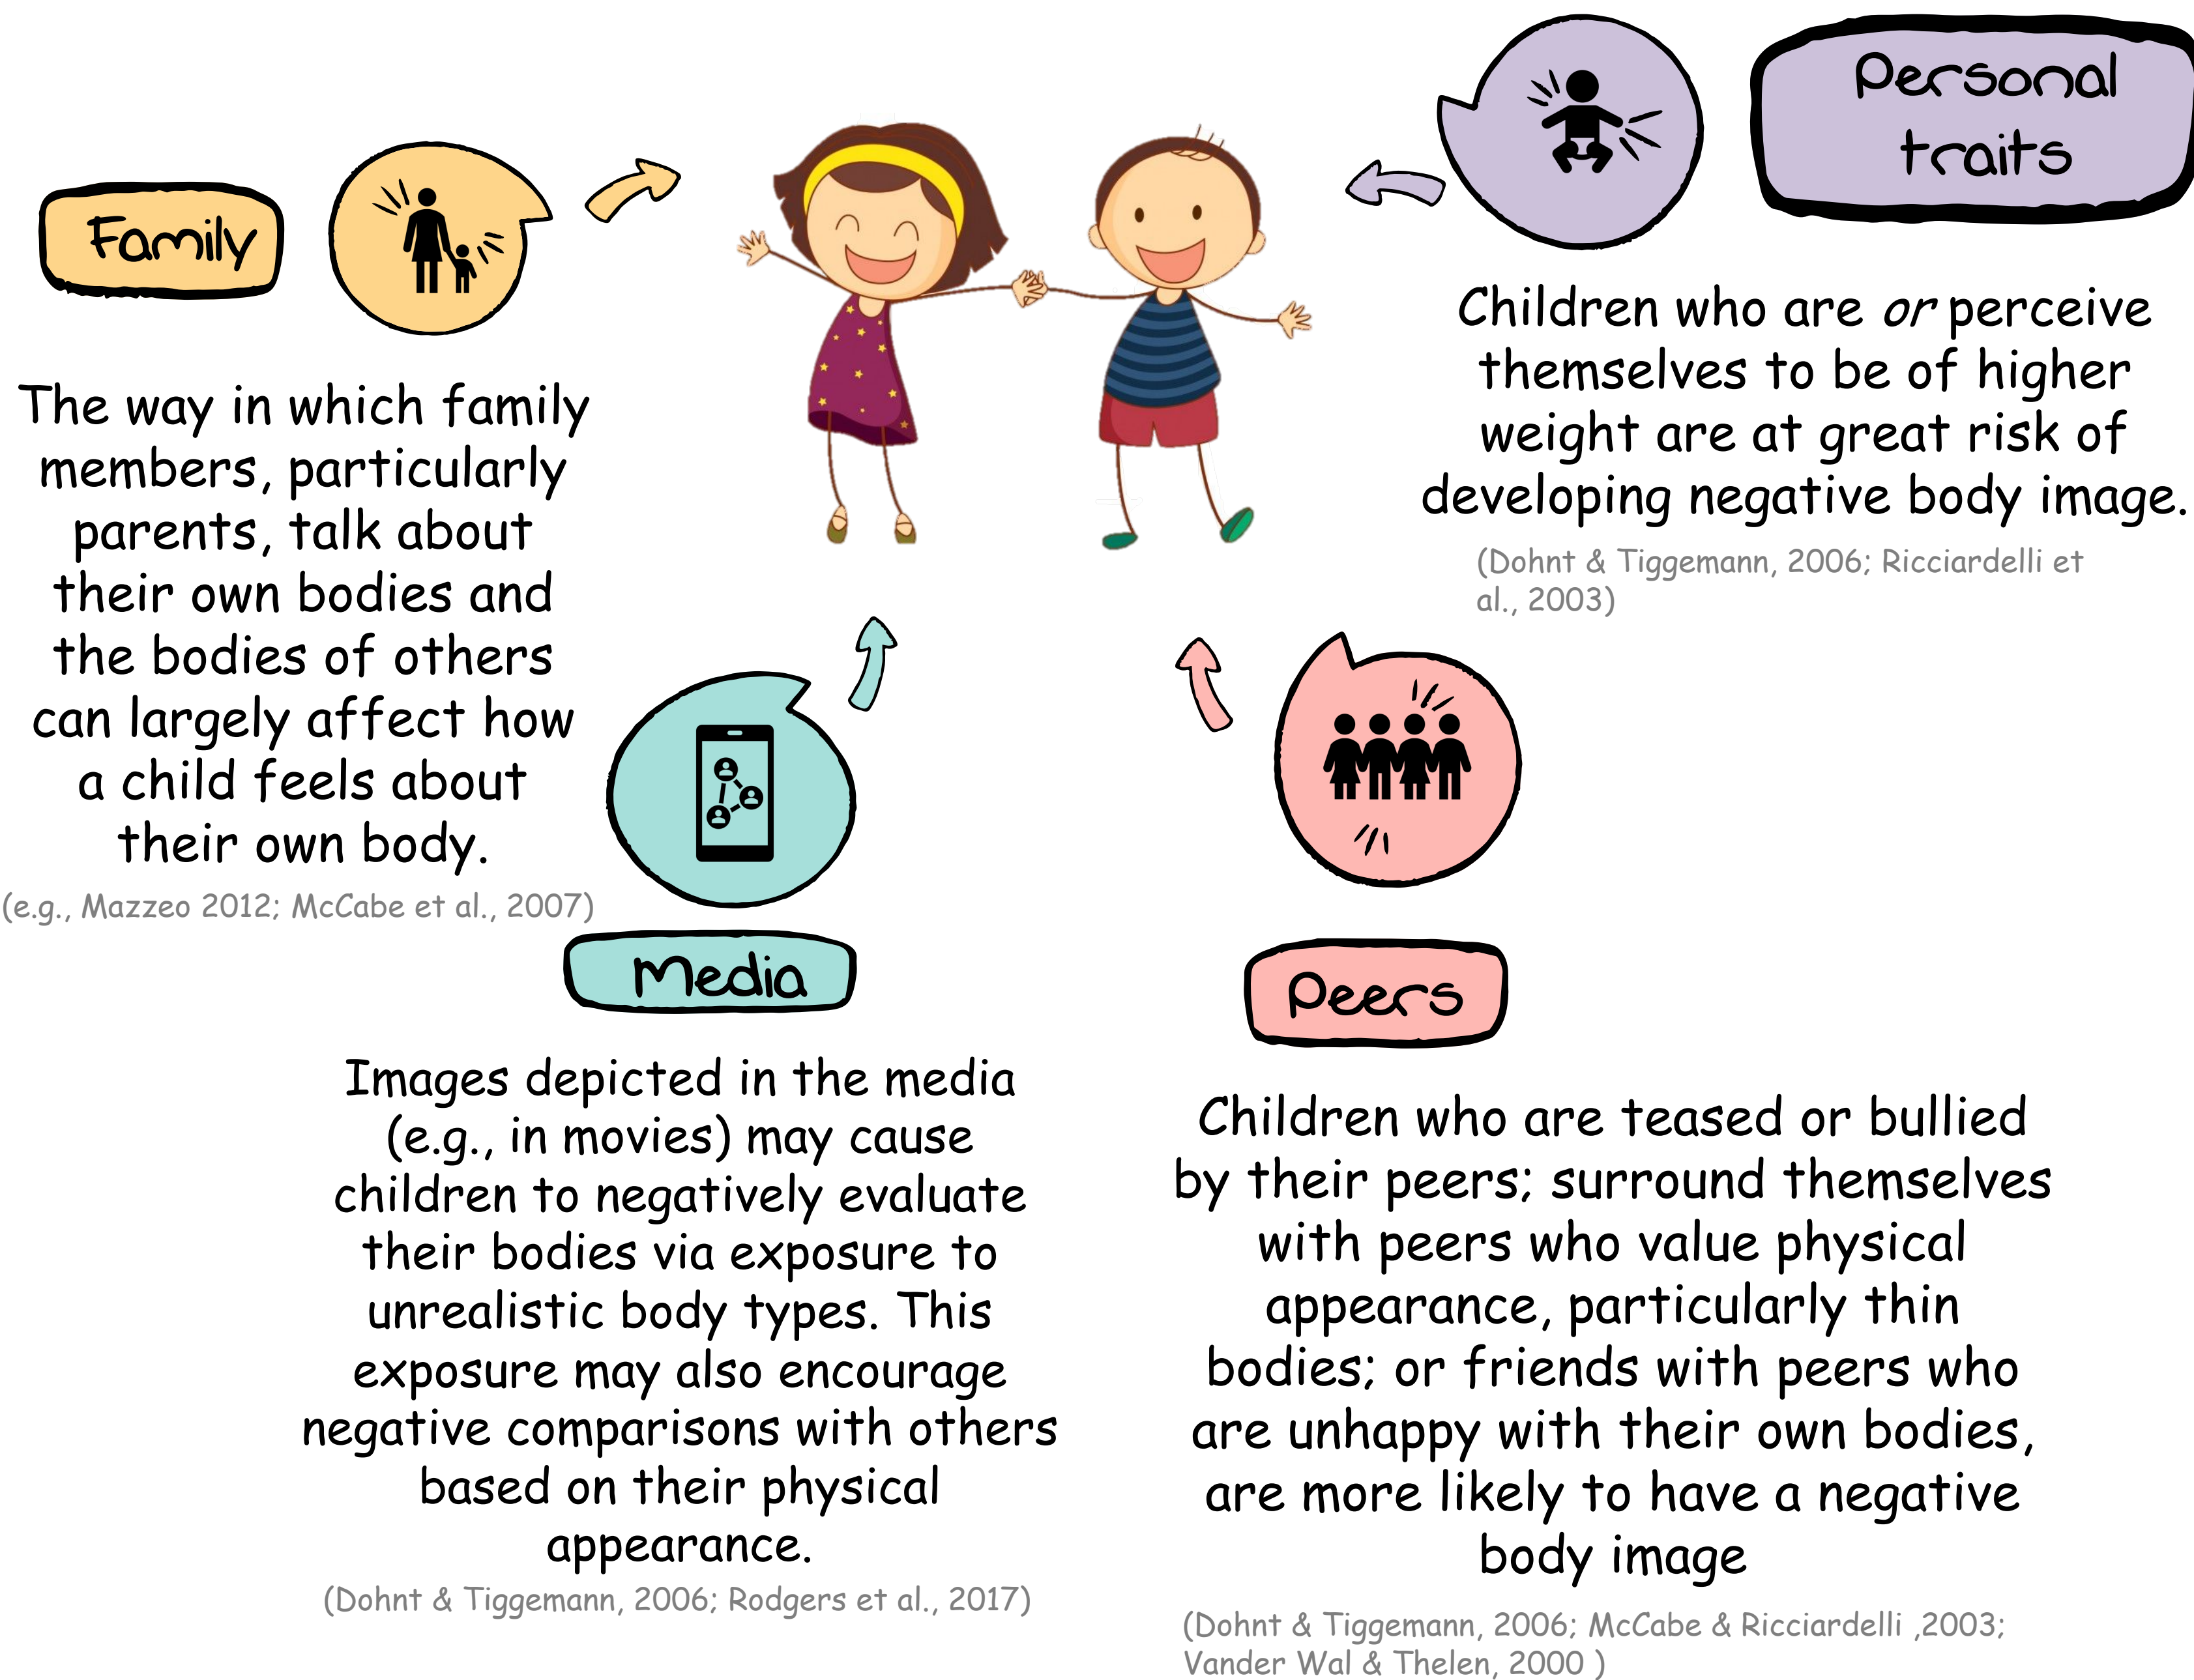 Family
The way in which family
members, particularly
parents, talk about
their own bodies and
the bodies of others
can largely affect how
a child feels about
their own body.
(e.g., Mazzeo 2012; McCabe et al., 2007)
Personal
traits
Children who are or perceive
themselves to be of higher
weight are at great risk of
developing negative body image.
(Dohnt & Tiggemann, 2006; Ricciardelli et
al., 2003)
Media
Images depicted in the media
(e.g., in movies) may cause
children to negatively evaluate
their bodies via exposure to
unrealistic body types. This
exposure may also encourage
negative comparisons with others
based on their physical
appearance.
(Dohnt & Tiggemann, 2006; Rodgers et al., 2017)
Peers
Children who are teased or bullied
by their peers; surround themselves
with peers who value physical
appearance, particularly thin
bodies; or friends with peers who
are unhappy with their own bodies,
are more likely to have a negative
body image
(Dohnt & Tiggemann, 2006; McCabe & Ricciardelli ,2003;
Vander Wal & Thelen, 2000 )